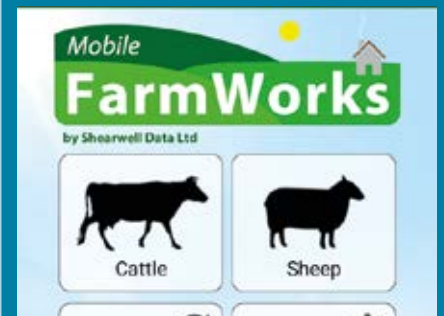 Mobile
FarmWorks
by Shearwell Data Ltd
Cattle
Sheep